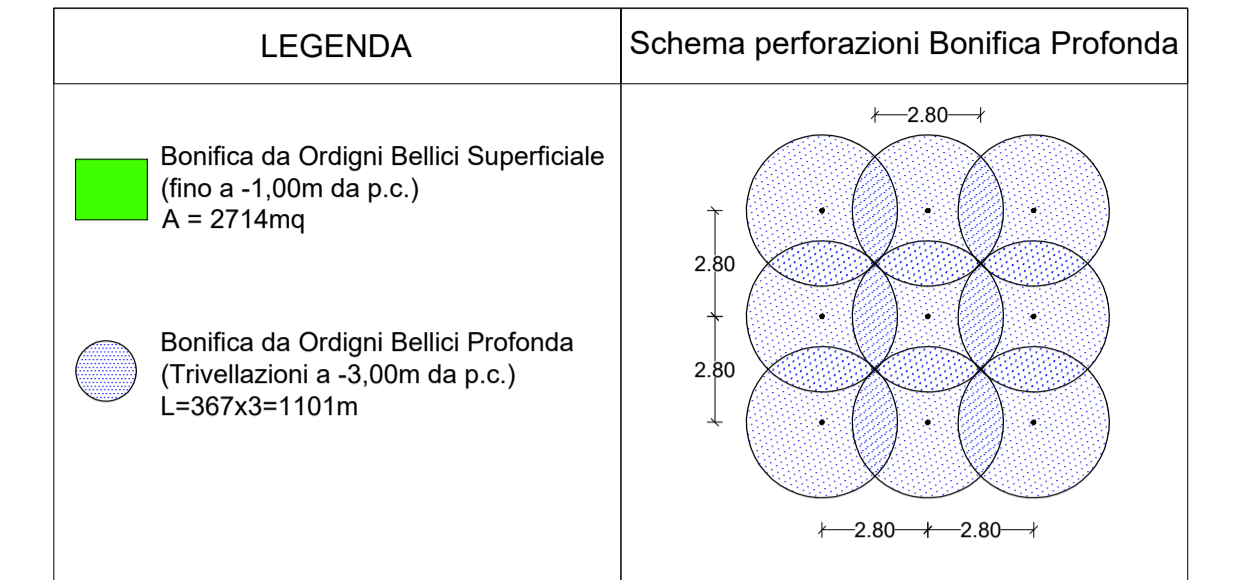 LEGENDA
Schema perforazioni Bonifica Profonda
Bonifica da Ordigni Bellici Superficiale
(fino a -1,00m da p.c.)
A = 2714mq
Bonifica da Ordigni Bellici Profonda
(Trivellazioni a -3,00m da p.c.)
L=367x3=1101m
2.80
2.80
2.80
2.80
2.80